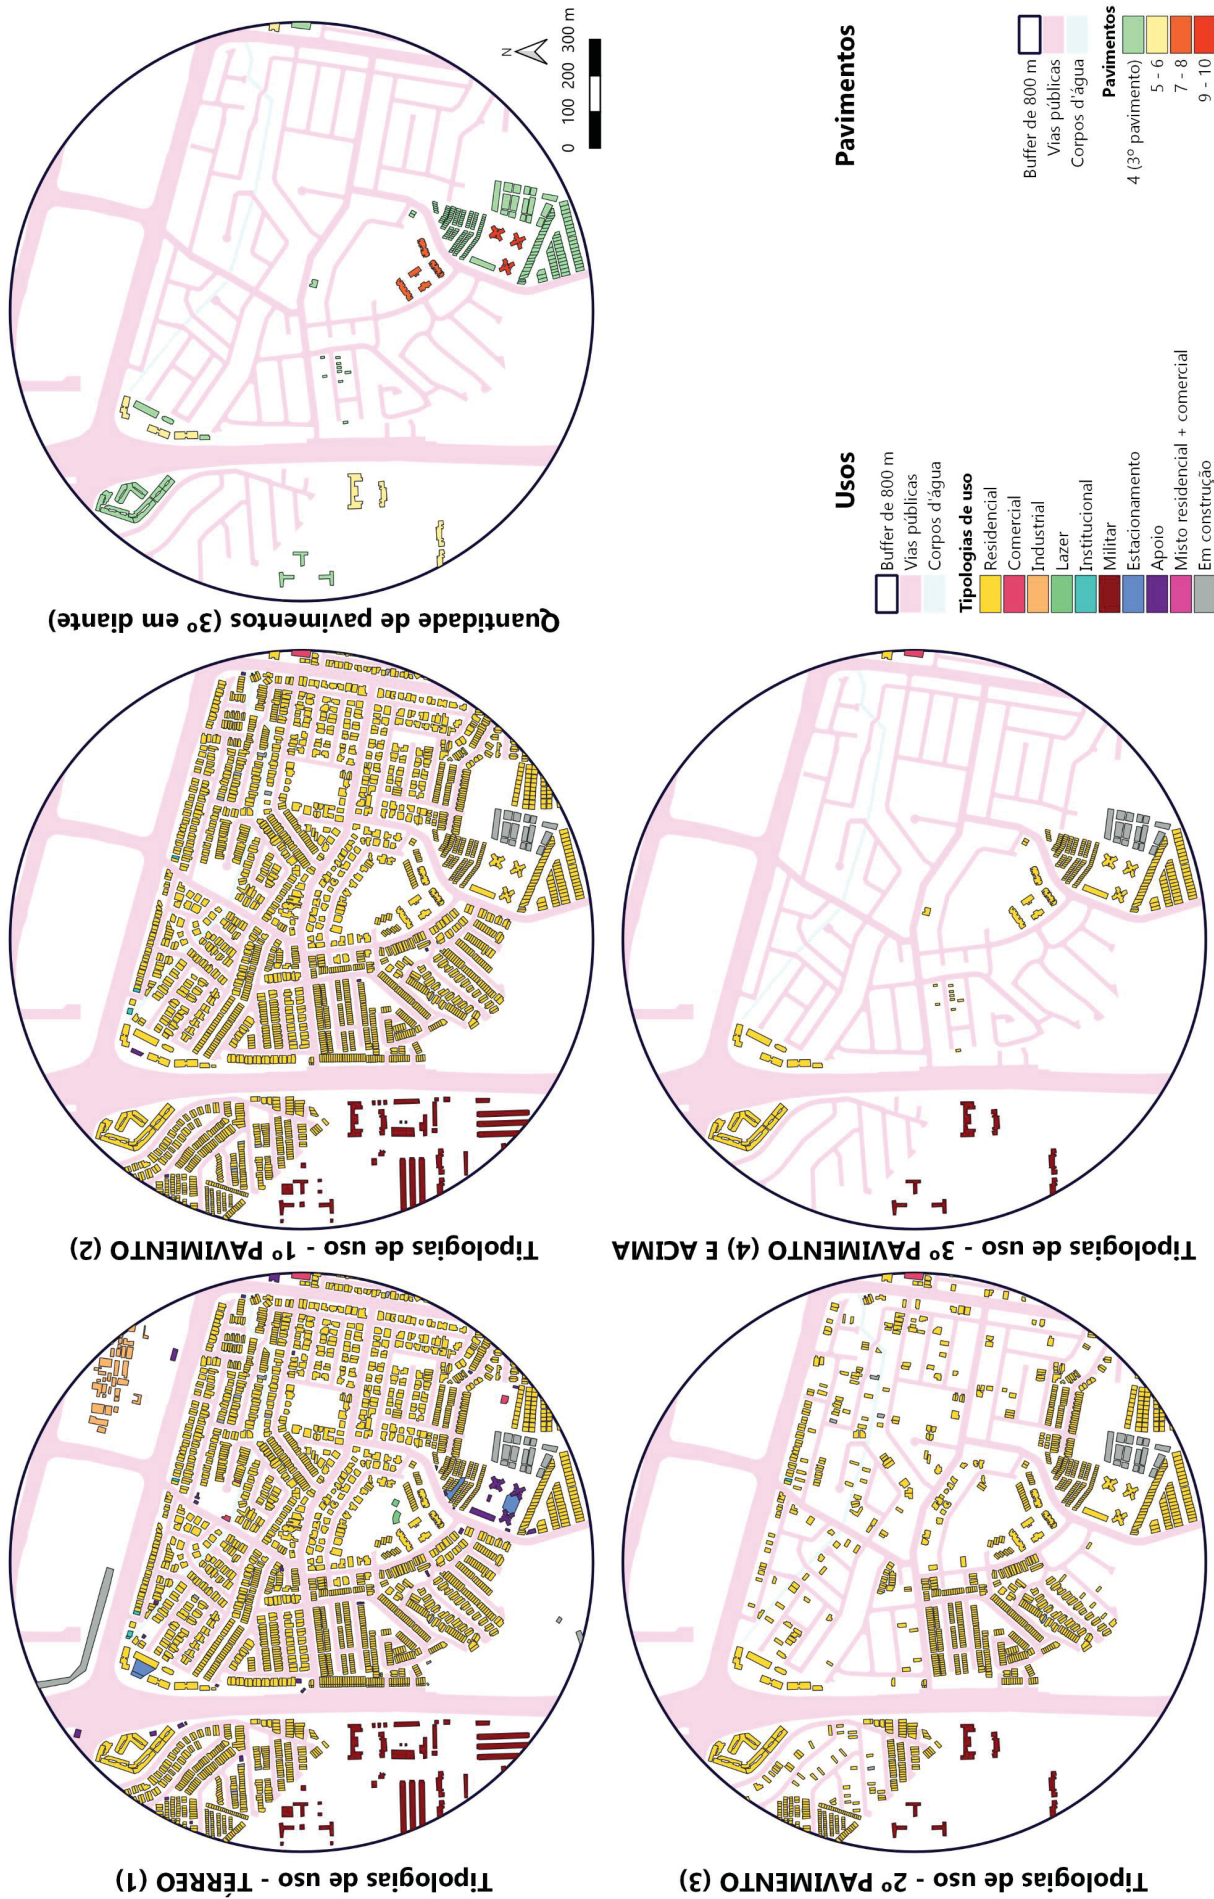 Tipologias de uso - TÉRREO (1)
Tipologias de uso - 1º PAVIMENTO (2)
Quantidade de pavimentos (3º em diante)
N
0 100 200 300 m
Tipologias de uso - 2º PAVIMENTO (3)
Tipologias de uso - 3º PAVIMENTO (4) E ACIMA
Usos
Buffer de 800 m
Vias públicas
Corpos d'água
Tipologias de uso
Residencial
Comercial
Industrial
Lazer
Institucional
Militar
Estacionamento
Apoio
Misto residencial + comercial
Em construção
Pavimentos
Buffer de 800 m
Vias públicas
Corpos d'água
Pavimentos
4 (3º pavimento)
5 - 6
7 - 8
9 - 10